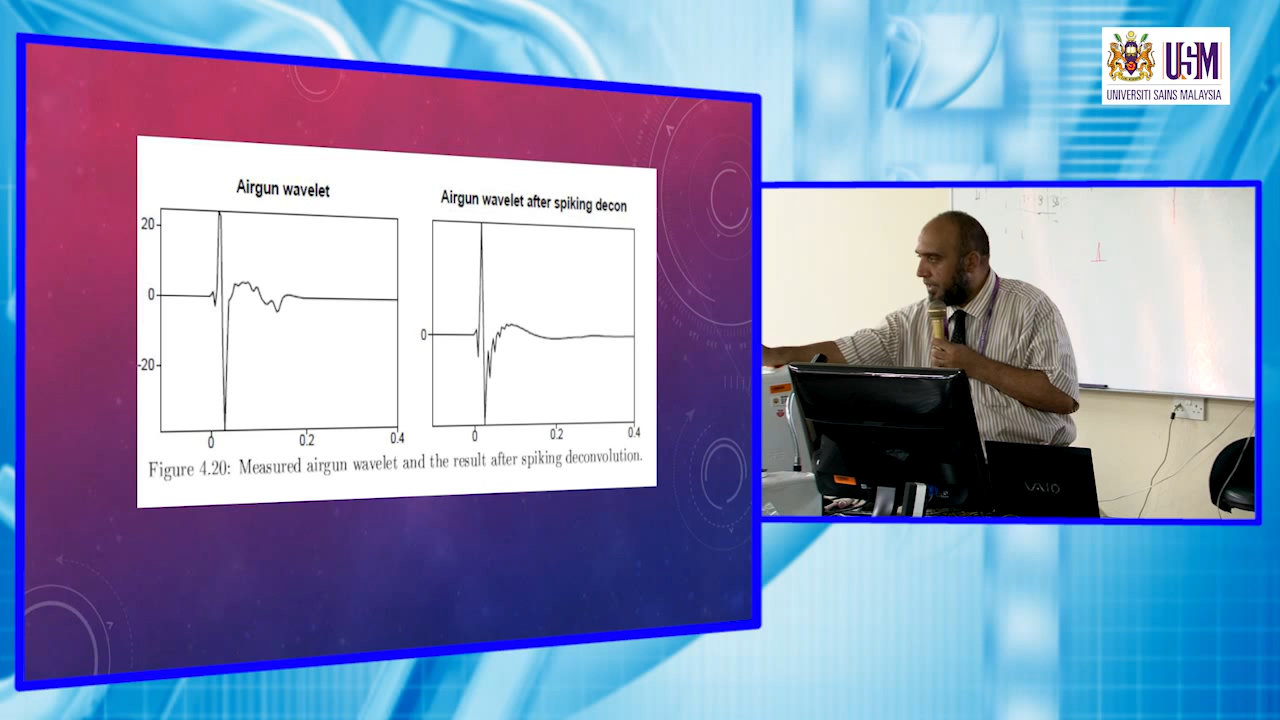 USM
UNIVERSITI SAINS MALAYSIA
Airgun wavelet
20
0
-20
0
0.2
0.4
Airgun wavelet after spiking decon
0
0
0.2
0.4
Figure 4.20: Measured airgun wavelet and the result after spiking deconvolution.
VAIO